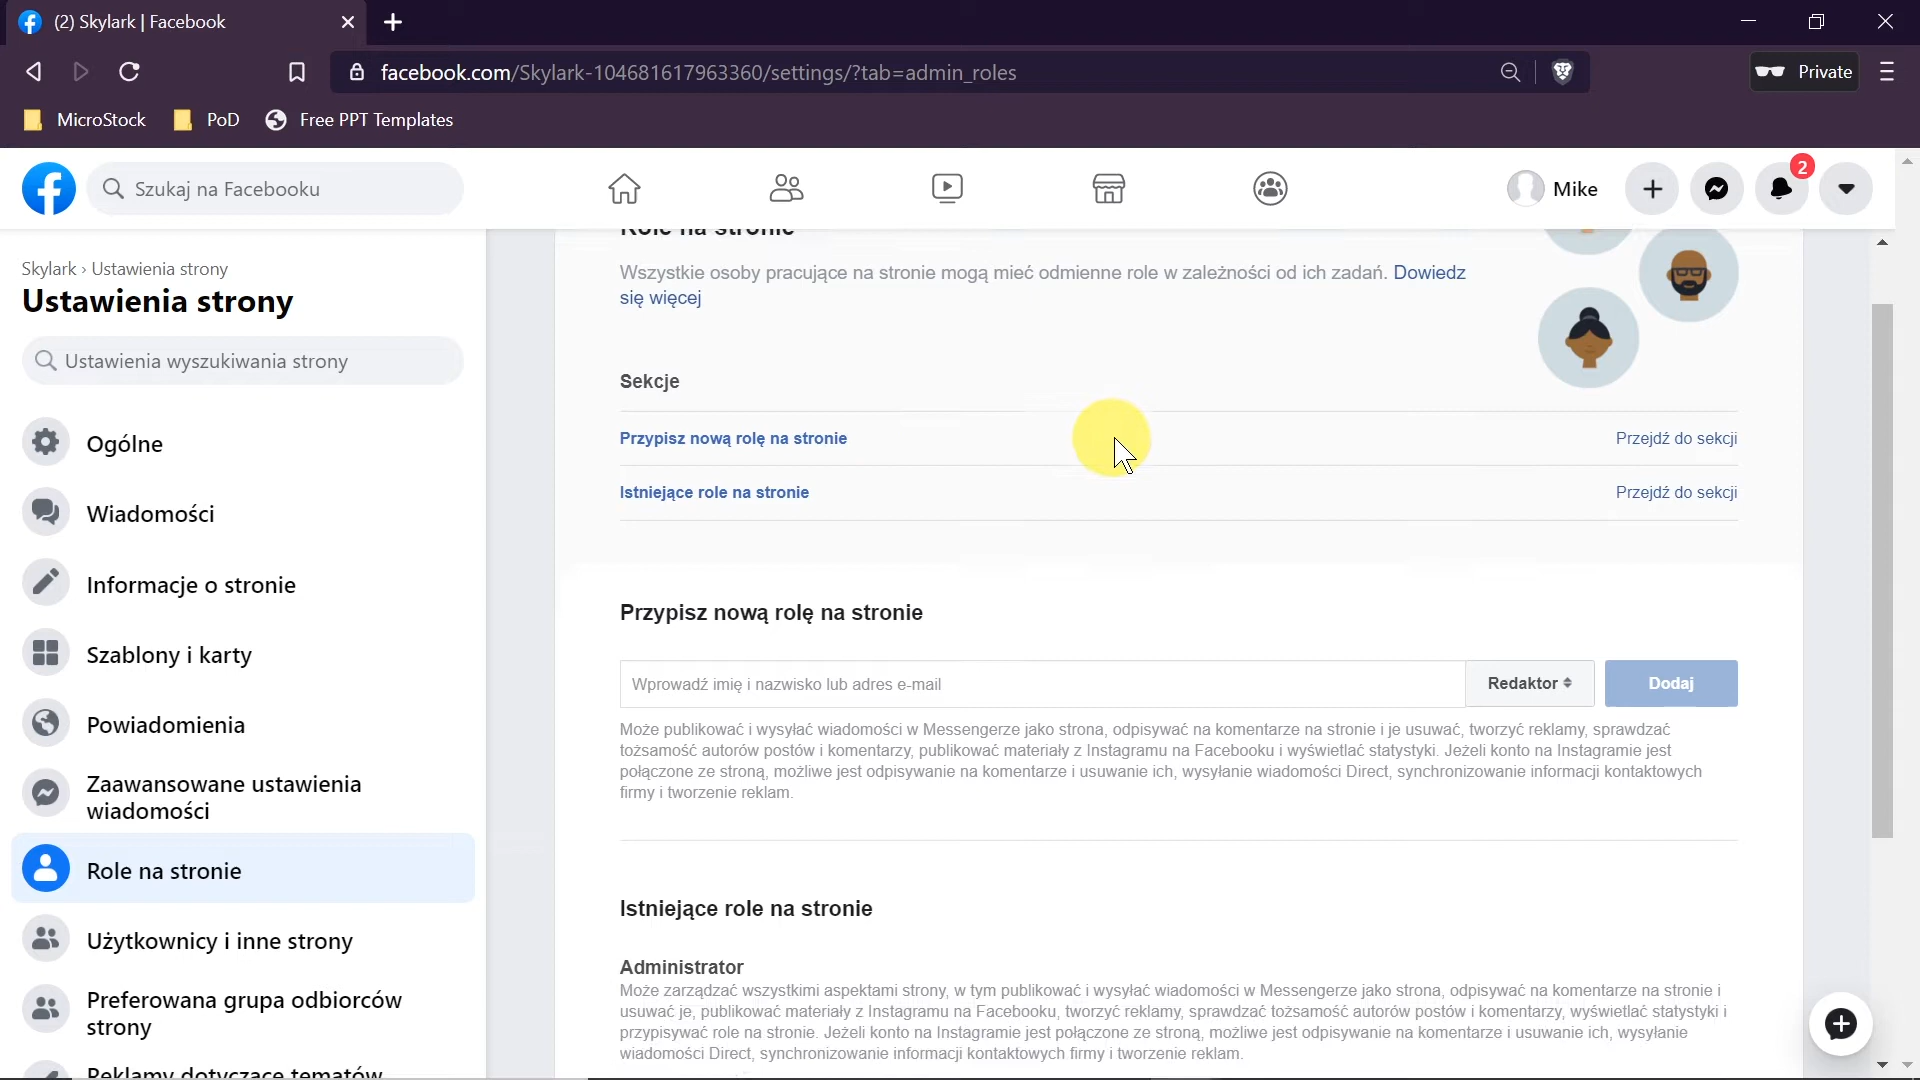 (2) Skylark | Facebook
facebook.com/Skylark-104681617963360/settings/?tab=admin_roles
Private
MicroStock
PoD
Free PPT Templates
Szukaj na Facebooku
Mike
2
Skylark › Ustawienia strony
Ustawienia strony
Ustawienia wyszukiwania strony
Ogólne
Wiadomości
Informacje o stronie
Szablony i karty
Powiadomienia
Zaawansowane ustawienia
wiadomości
Role na stronie
Użytkownicy i inne strony
Preferowana grupa odbiorców
strony
Reklamy dotyczące tematów
Role na stronie
Wszystkie osoby pracujące na stronie mogą mieć odmienne role w zależności od ich zadań. Dowiedz
się więcej
Sekcje
Przypisz nową rolę na stronie
Przejdź do sekcji
Istniejące role na stronie
Przejdź do sekcji
Przypisz nową rolę na stronie
Wprowadź imię i nazwisko lub adres e-mail
Redaktor
Dodaj
Może publikować i wysyłać wiadomości w Messengerze jako strona, odpisywać na komentarze na stronie i je usuwać, tworzyć reklamy, sprawdzać
tożsamość autorów postów i komentarzy, publikować materiały z Instagramu na Facebooku i wyświetlać statystyki. Jeżeli konto na Instagramie jest
połączone ze stroną, możliwe jest odpisywanie na komentarze i usuwanie ich, wysyłanie wiadomości Direct, synchronizowanie informacji kontaktowych
firmy i tworzenie reklam.
Istniejące role na stronie
Administrator
Może zarządzać wszystkimi aspektami strony, w tym publikować i wysyłać wiadomości w Messengerze jako strona, odpisywać na komentarze na stronie i
usuwać je, publikować materiały z Instagramu na Facebooku, tworzyć reklamy, sprawdzać tożsamość autorów postów i komentarzy, wyświetlać statystyki i
przypisywać role na stronie. Jeżeli konto na Instagramie jest połączone ze stroną, możliwe jest odpisywanie na komentarze i usuwanie ich, wysyłanie
wiadomości Direct, synchronizowanie informacji kontaktowych firmy i tworzenie reklam.